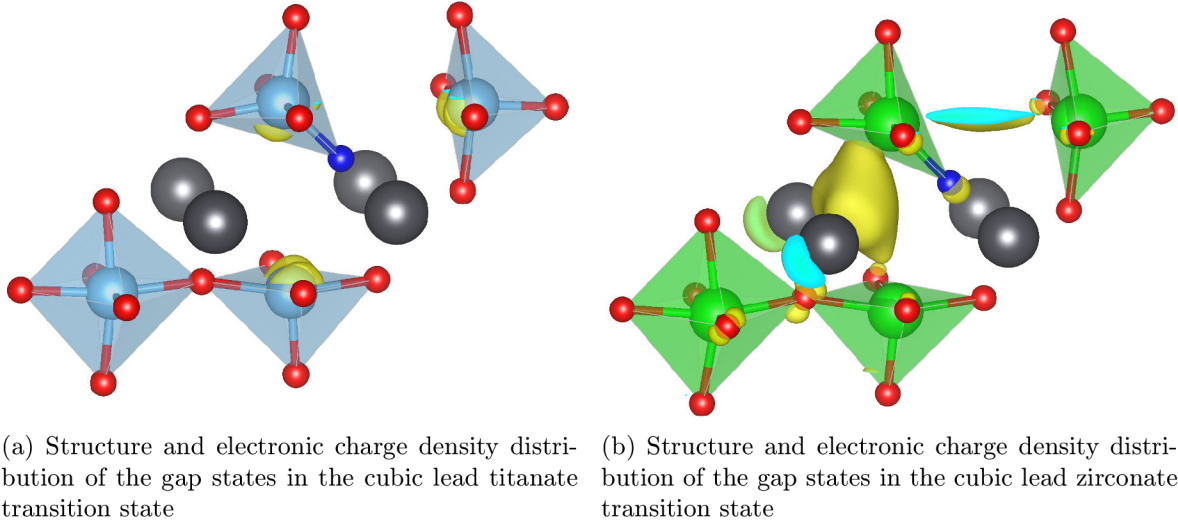 (a) Structure and electronic charge density distri-
bution of the gap states in the cubic lead titanate
transition state
(b) Structure and electronic charge density distri-
bution of the gap states in the cubic lead zirconate
transition state